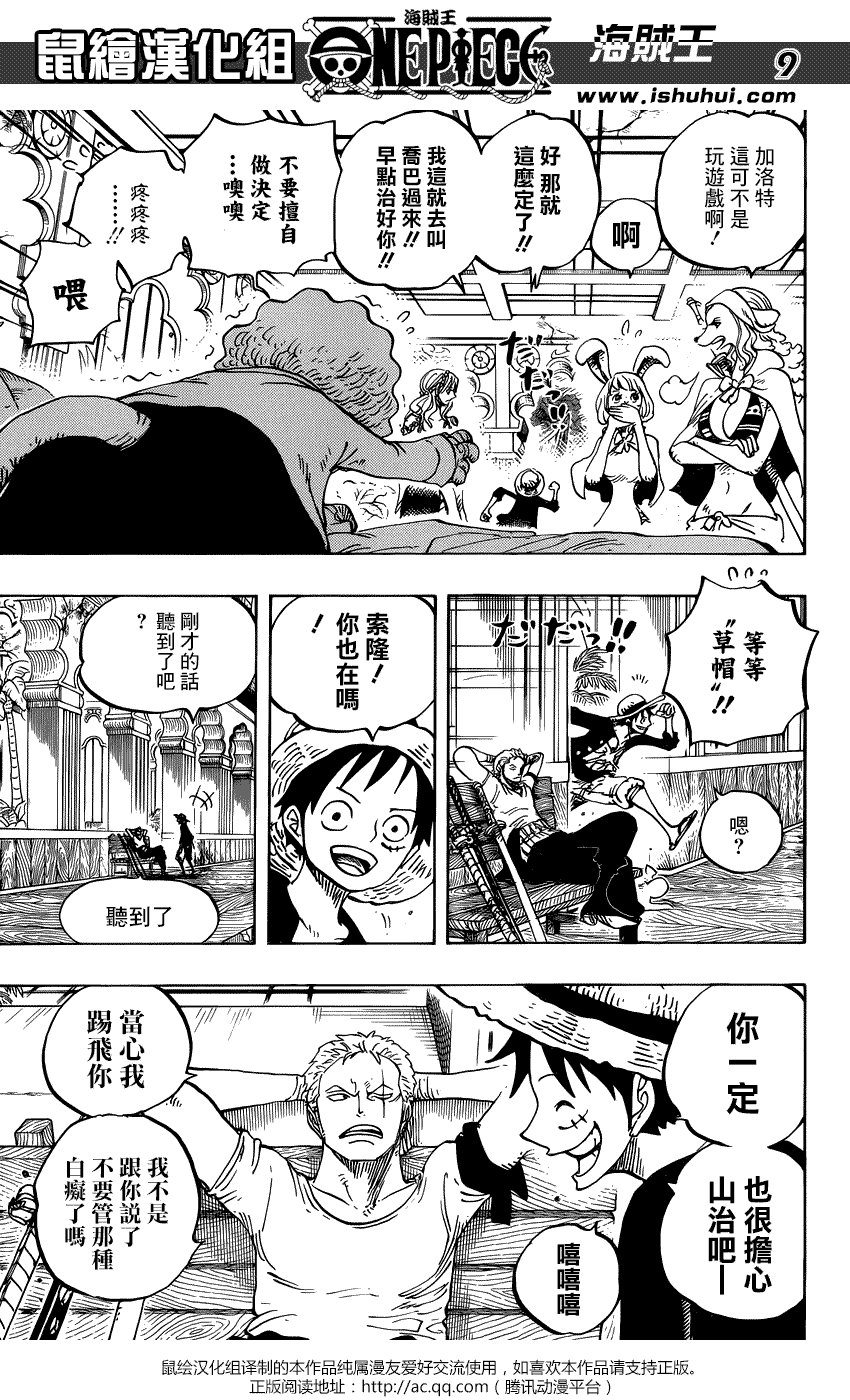 鼠繪漢化組
海賊王
ONE PIECE
海賊王
www.ishuhui.com
9
加洛特
這可不是
玩遊戲啊!
啊
好 那就
這麼定了!!
我這就去叫
喬巴過來!!
早點治好你!!
不要擅自
做決定
…噢噢
疼疼疼
……!!
喂
だだっ!!
等等
"草帽"!!
だだっ!!
嗯?
索隆!
你也在嗎
!
剛才的話
聽到了吧
?
聽到了
你一定
也很擔心
山治吧—
嘻嘻嘻
當心我
踢飛你
我不是
跟你說了
不要管那種
白癡了嗎
鼠绘汉化组译制的本作品纯属漫友爱好交流使用，如喜欢本作品请支持正版。
正版阅读地址：http://ac.qq.com（腾讯动漫平台）